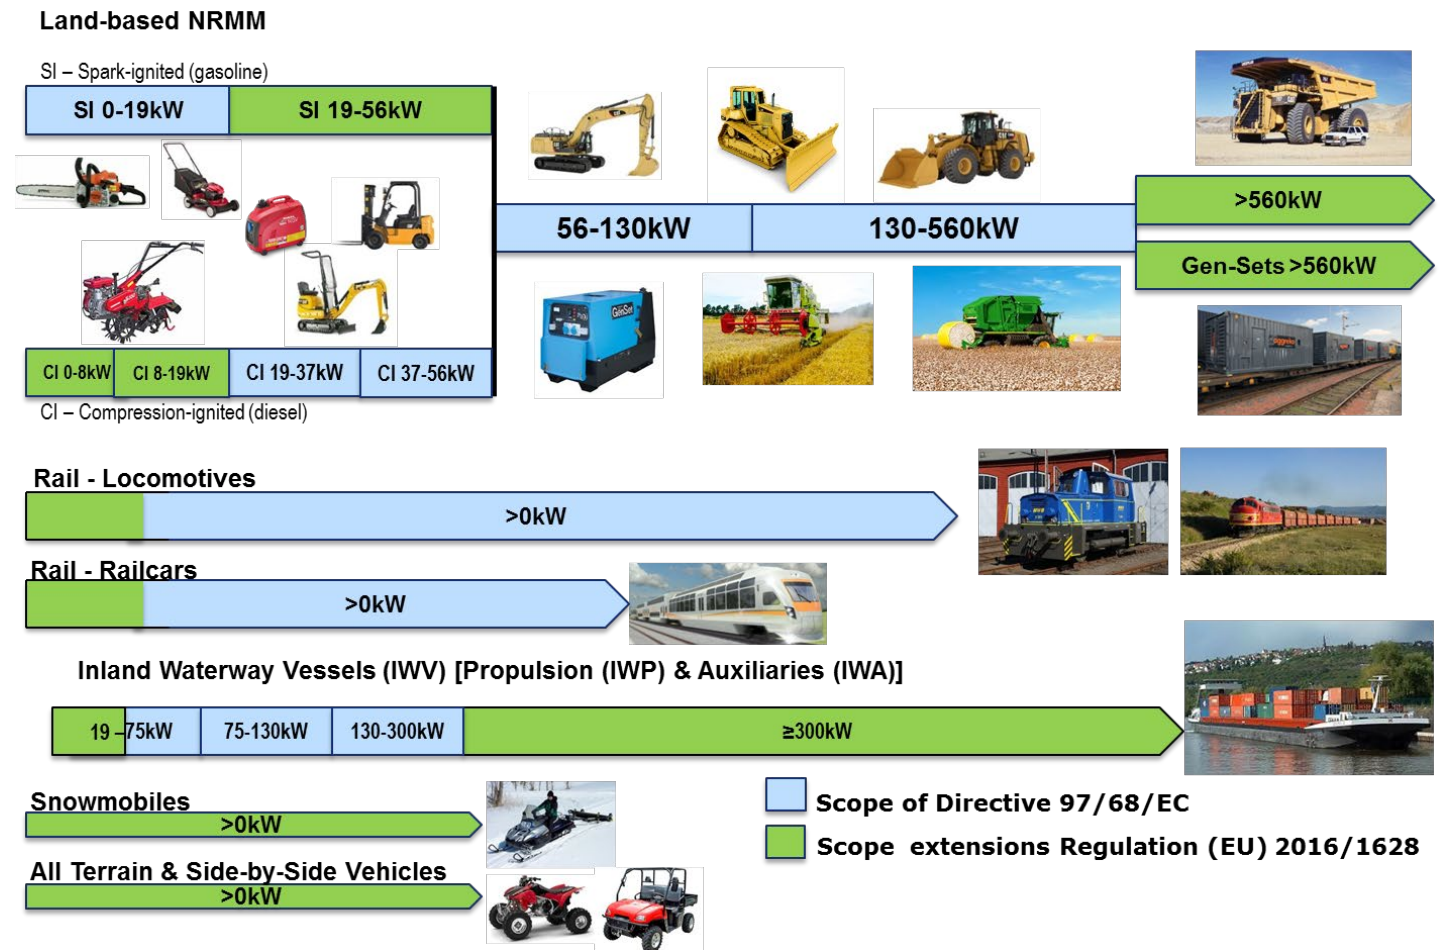 Land-based NRMM
SI – Spark-ignited (gasoline)
SI 0-19kW
SI 19-56kW
>560kW
56-130kW
130-560kW
Gen-Sets >560kW
GenSet
CI 0-8kW
CI 8-19kW
CI 19-37kW
CI 37-56kW
CI – Compression-ignited (diesel)
Rail - Locomotives
>0kW
Rail - Railcars
>0kW
Inland Waterway Vessels (IWV) [Propulsion (IWP) & Auxiliaries (IWA)]
19 –75kW
75-130kW
130-300kW
≥300kW
Snowmobiles
>0kW
Scope of Directive 97/68/EC
Scope extensions Regulation (EU) 2016/1628
All Terrain & Side-by-Side Vehicles
>0kW